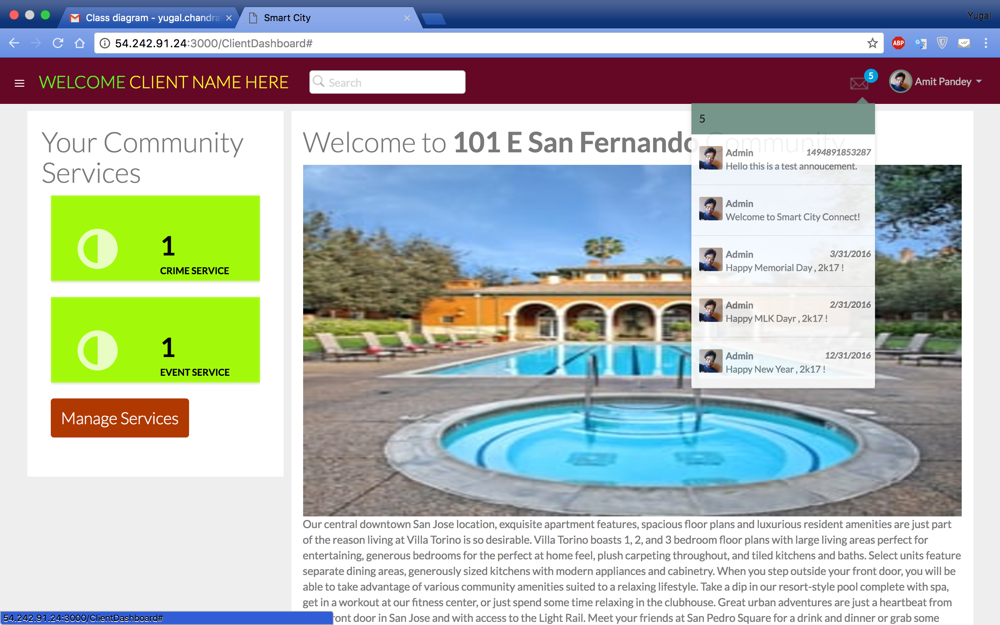 Class diagram - yugal.chandra
Smart City
Yugal
54.242.91.24:3000/ClientDashboard#
ABP
WELCOME CLIENT NAME HERE
Search
5
Amit Pandey
5
Your Community
Services
1
CRIME SERVICE
1
EVENT SERVICE
Manage Services
Welcome to 101 E San Fernando Community
Admin
1494891853287
Hello this is a test annoucement.
Admin
Welcome to Smart City Connect!
Admin
3/31/2016
Happy Memorial Day , 2k17 !
Admin
2/31/2016
Happy MLK Dayr , 2k17 !
Admin
12/31/2016
Happy New Year , 2k17 !
Our central downtown San Jose location, exquisite apartment features, spacious floor plans and luxurious resident amenities are just part
of the reason living at Villa Torino is so desirable. Villa Torino boasts 1, 2, and 3 bedroom floor plans with large living areas perfect for
entertaining, generous bedrooms for the perfect at home feel, plush carpeting throughout, and tiled kitchens and baths. Select units feature
separate dining areas, generously sized kitchens with modern appliances and cabinetry. When you step outside your front door, you will be
able to take advantage of various community amenities suited to a relaxing lifestyle. Take a dip in our resort-style pool complete with spa,
get in a workout at our fitness center, or just spend some time relaxing in the clubhouse. Great urban adventures are just a heartbeat from
ont door in San Jose and with access to the Light Rail. Meet your friends at San Pedro Square for a drink and dinner or grab some
54.242.91.24:3000/ClientDashboard#